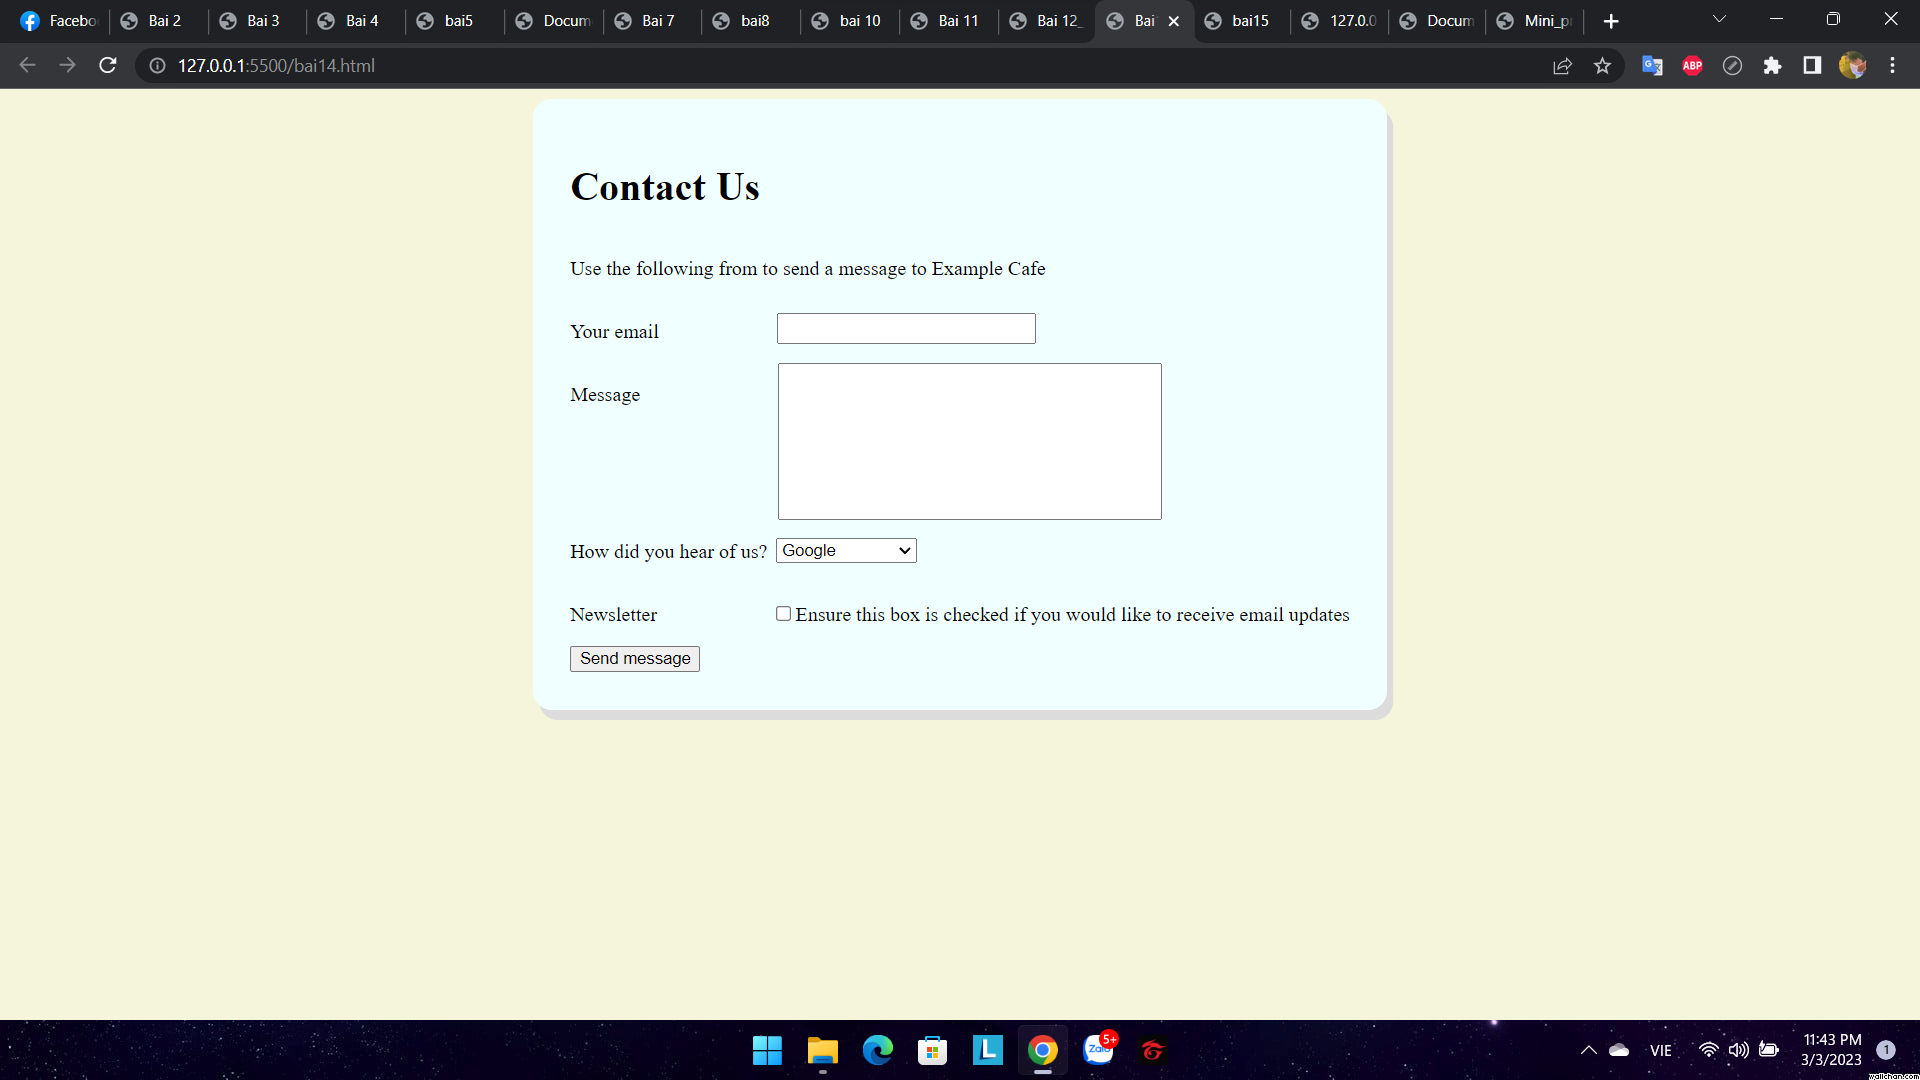 Facebo
Bai 2
Bai 3
Bai 4
bai5
Docum
Bai 7
bai8
bai 10
Bai 11
Bai 12_
Bai
bai15
127.0.0
Docum
Mini_p
127.0.0.1:5500/bai14.html
ABP
Contact Us
Use the following from to send a message to Example Cafe
Your email
Message
How did you hear of us? Google
Newsletter Ensure this box is checked if you would like to receive email updates
Send message
L
Zalo
5+
VIE
11:43 PM
3/3/2023
1
wallchan.com